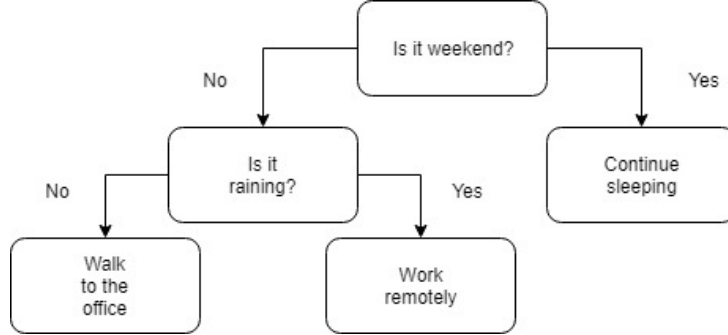 Is it weekend?
No
Yes
Is it
raining?
Continue
sleeping
No
Yes
Walk
to the
office
Work
remotely